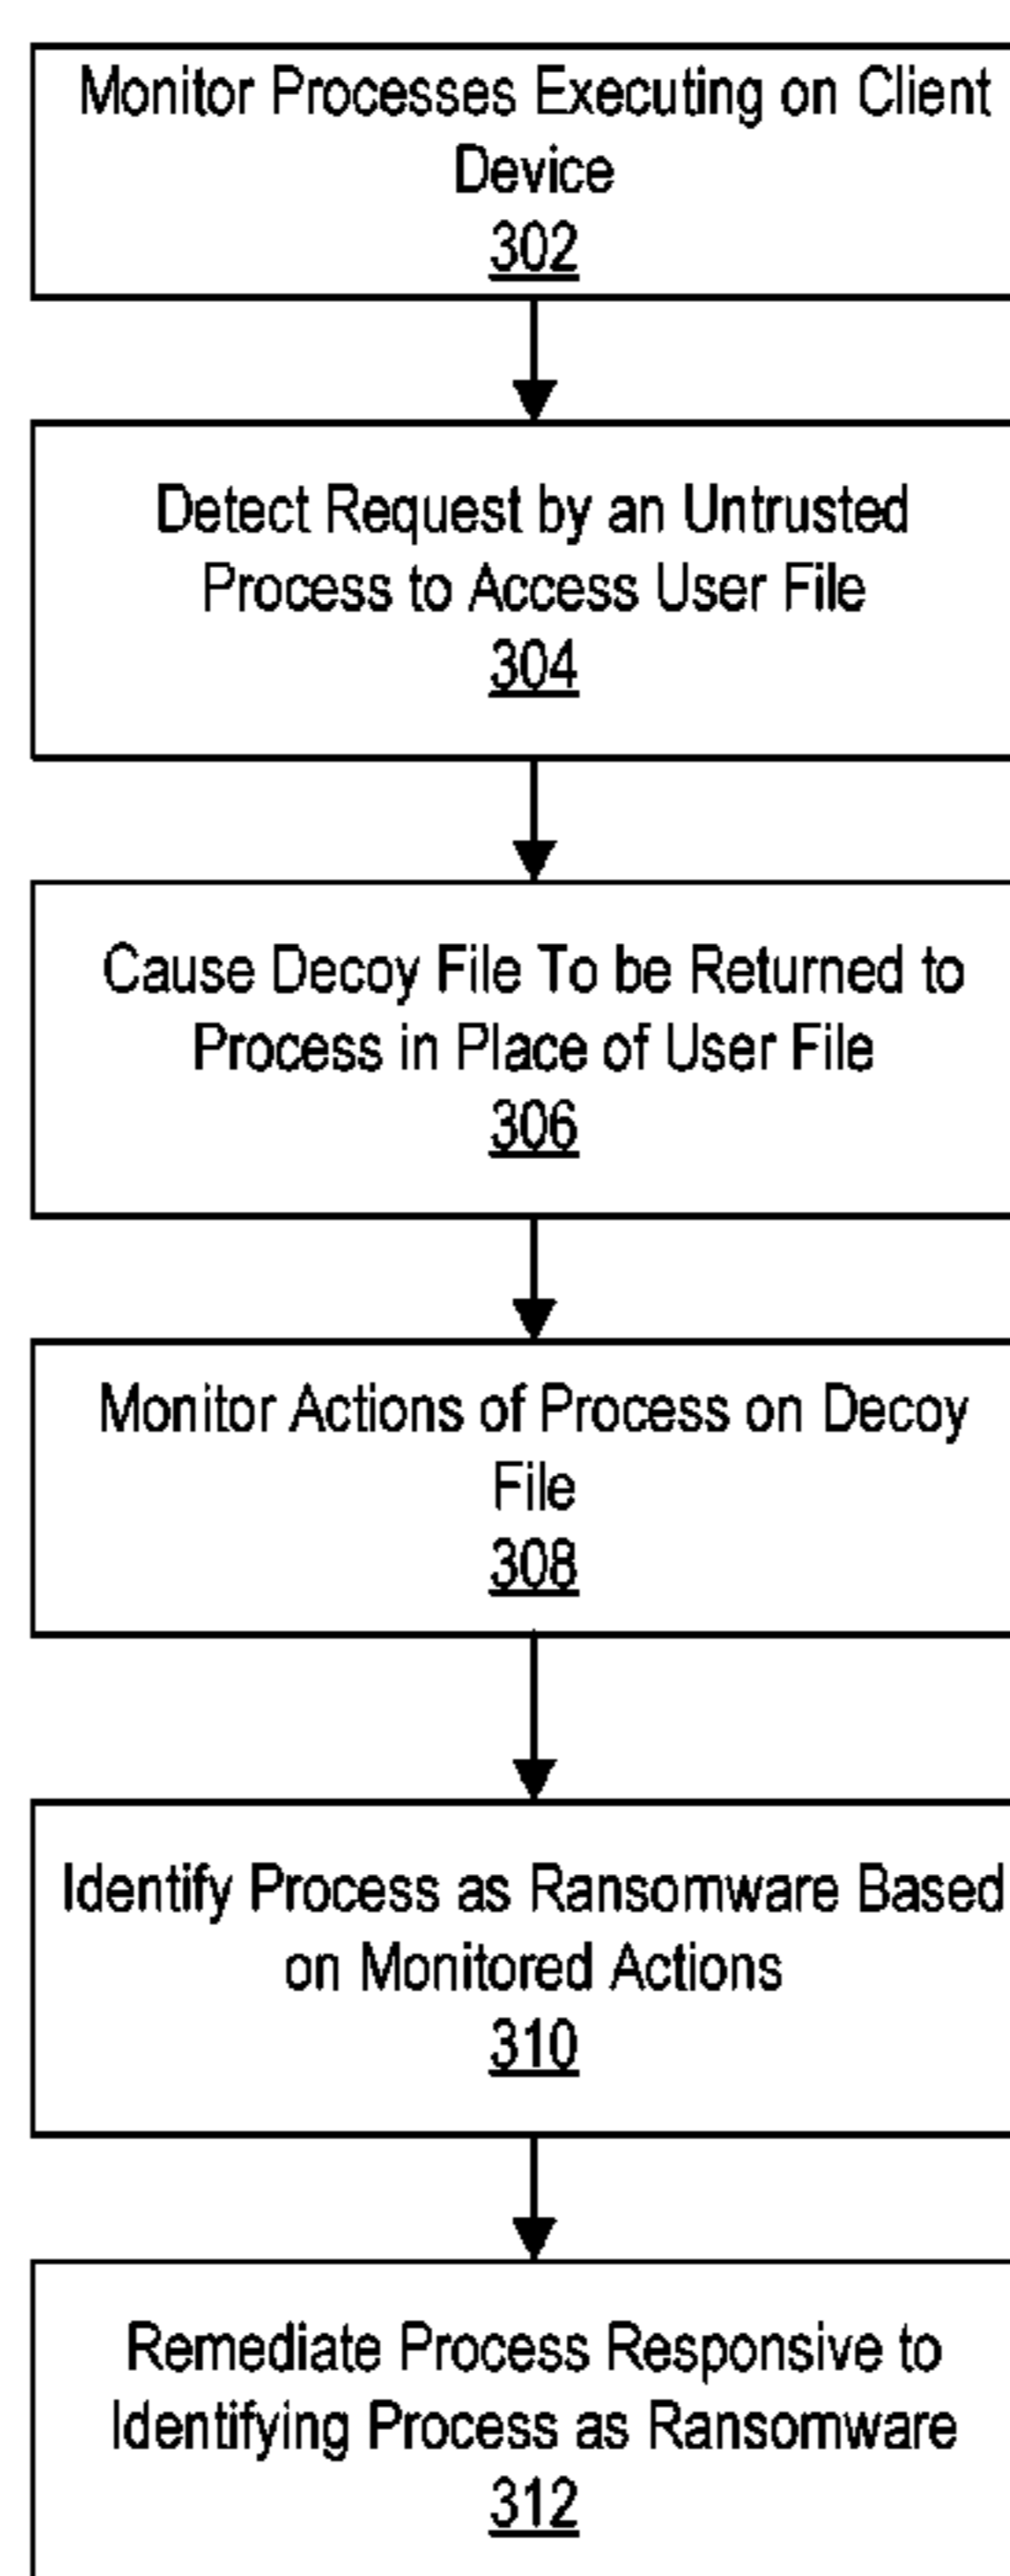 Monitor Processes Executing on Client
Device
302
Detect Request by an Untrusted
Process to Access User File
304
Cause Decoy File To be Returned to
Process in Place of User File
306
Monitor Actions of Process on Decoy
File
308
Identify Process as Ransomware Based
on Monitored Actions
310
Remediate Process Responsive to
Identifying Process as Ransomware
312